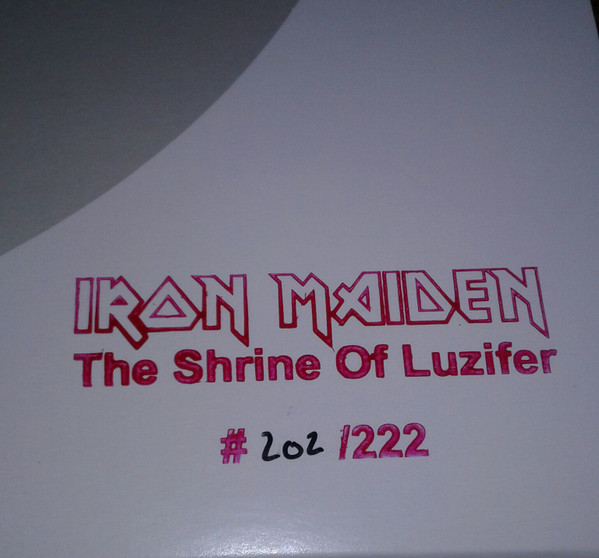 IRON MAIDEN
The Shrine Of Luzifer
# 202 /222